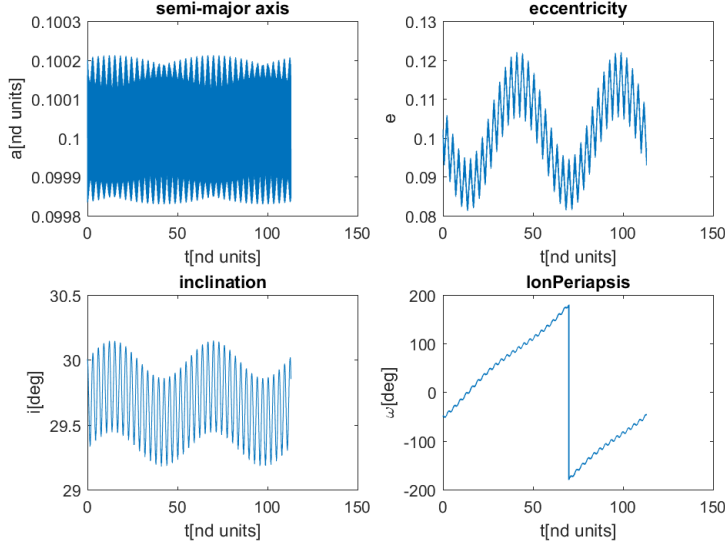 semi-major axis
0.1003
0.1002
0.1001
0.1
0.0999
0.0998
a[nd units]
0 50 100 150
t[nd units]
eccentricity
0.13
0.12
0.11
0.1
0.09
0.08
e
0 50 100 150
t[nd units]
inclination
30.5
30
29.5
29
i[deg]
0 50 100 150
t[nd units]
lonPeriapsis
200
100
0
-100
-200
ω[deg]
0 50 100 150
t[nd units]